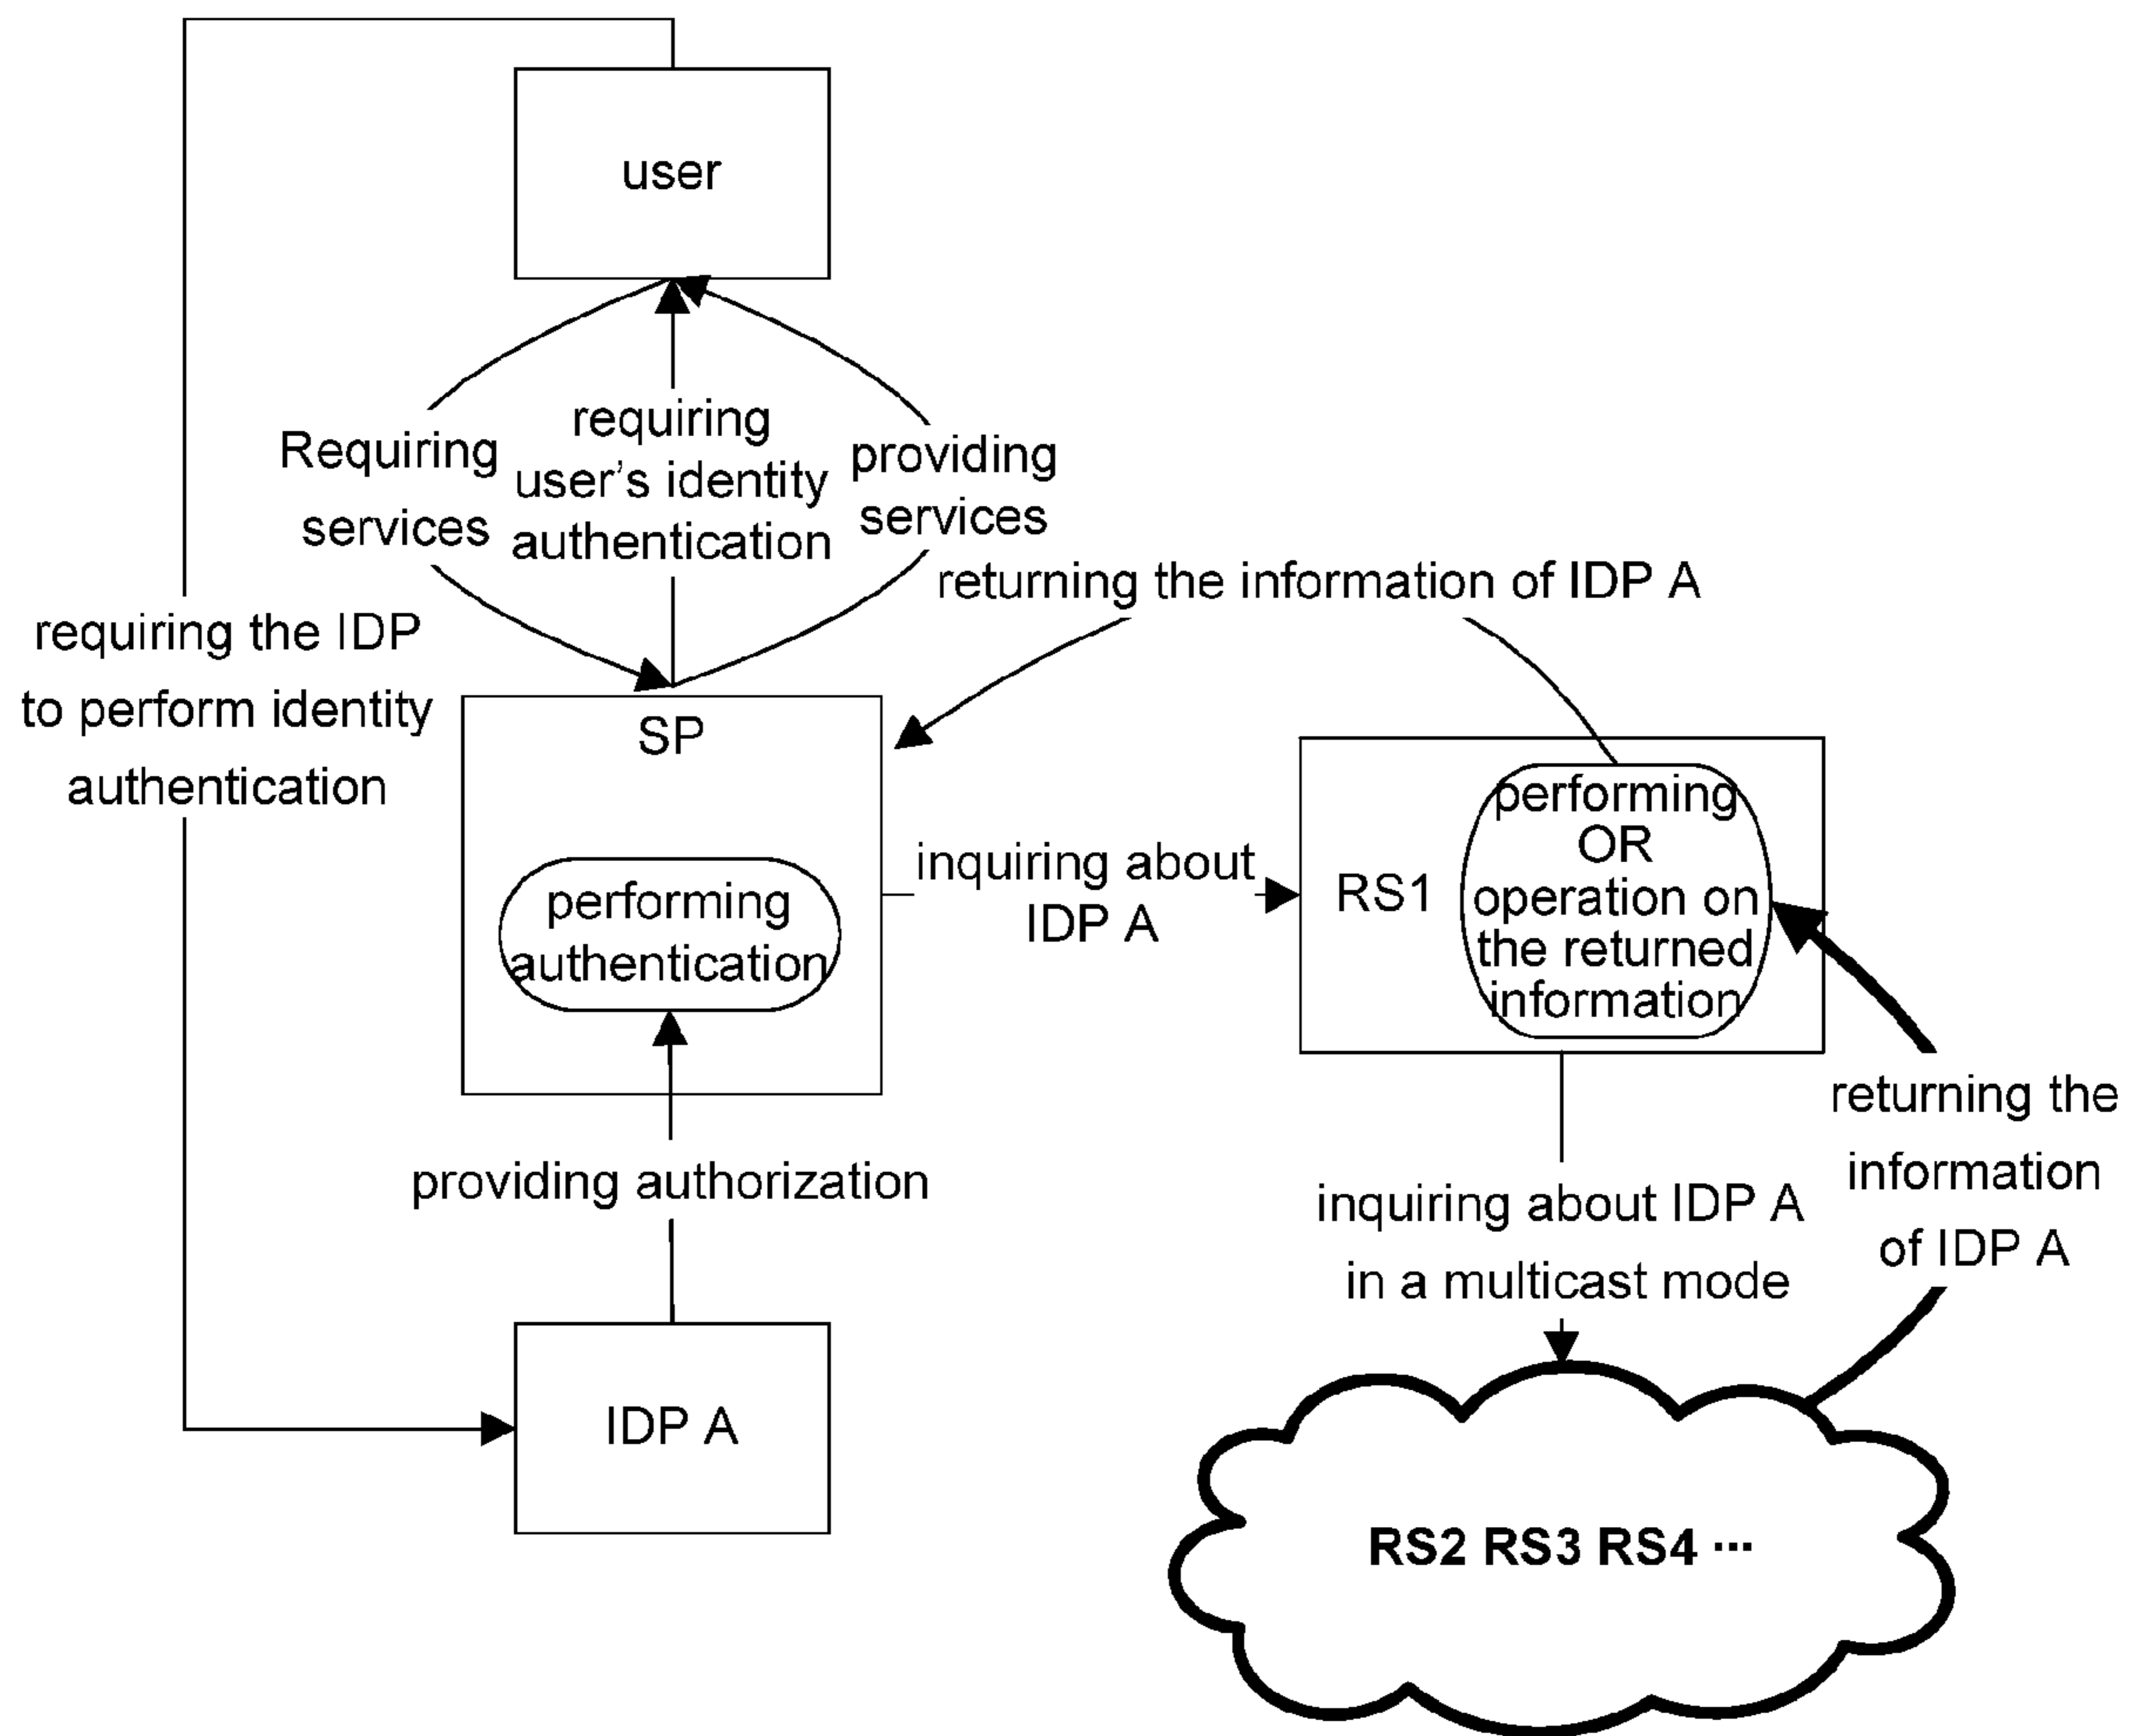 user
Requiring
services
requiring
user's identity
authentication
providing
services
returning the information of IDP A
requiring the IDP
to perform identity
authentication
SP
performing
authentication
inquiring about
IDP A
RS1
performing
OR
operation on
the returned
information
providing authorization
inquiring about IDP A
in a multicast mode
returning the
information
of IDP A
IDP A
RS2 RS3 RS4 ···